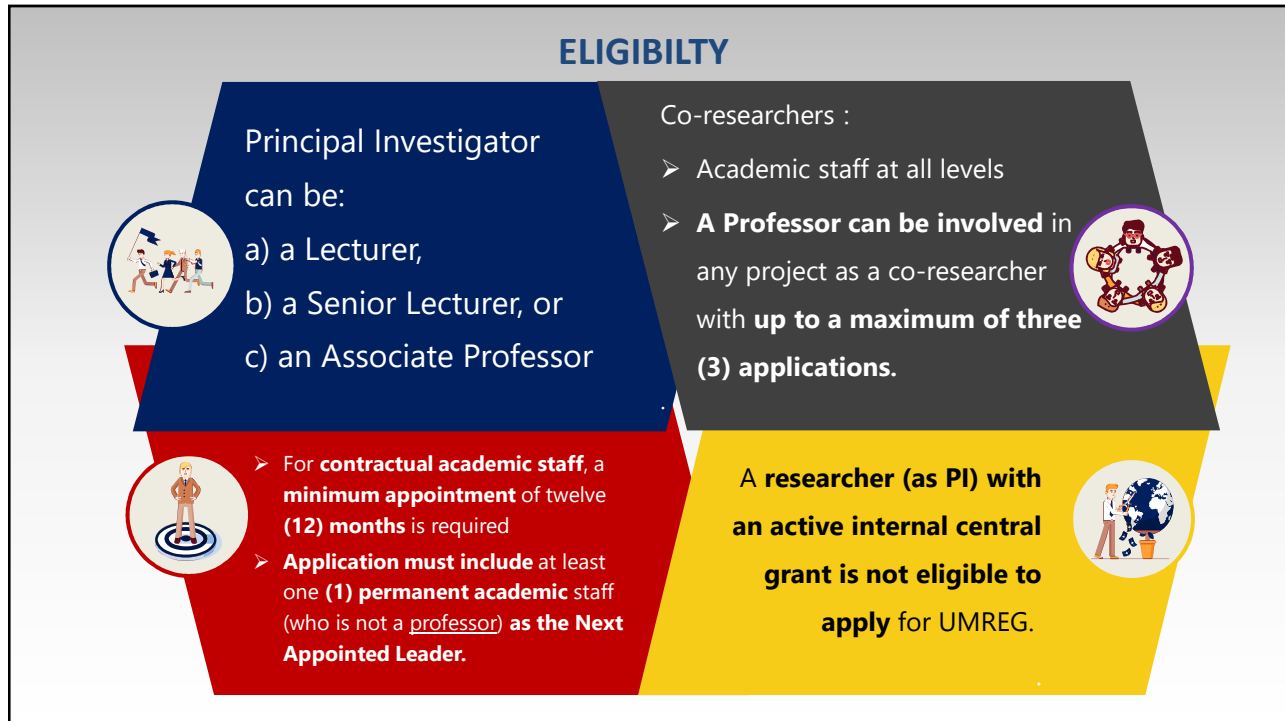 ELIGIBILTY
Principal Investigator
can be:
a) a Lecturer,
b) a Senior Lecturer, or
c) an Associate Professor
.
Co-researchers :
➢ Academic staff at all levels
➢ A Professor can be involved in
any project as a co-researcher
with up to a maximum of three
(3) applications.
➢ For contractual academic staff, a
minimum appointment of twelve
(12) months is required
➢ Application must include at least
one (1) permanent academic staff
(who is not a professor) as the Next
Appointed Leader.
A researcher (as PI) with
an active internal central
grant is not eligible to
apply for UMREG.
.